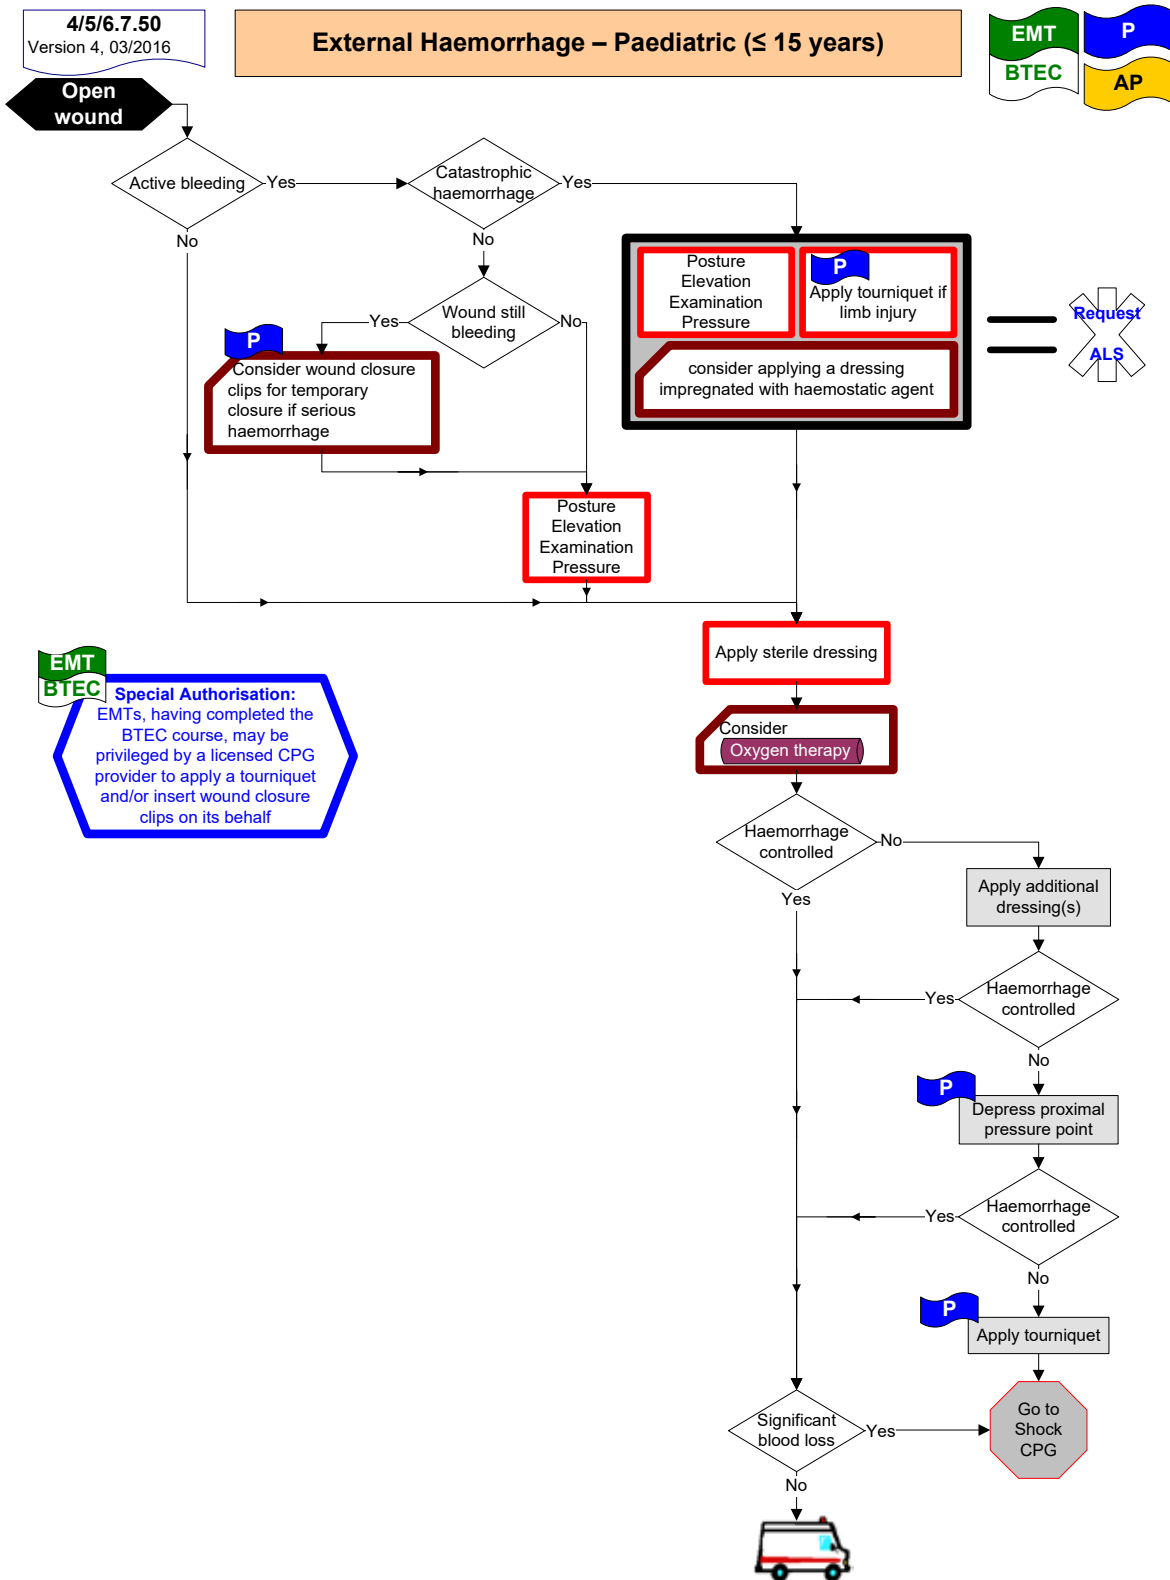 4/5/6.7.50
Version 4, 03/2016
External Haemorrhage – Paediatric (≤ 15 years)
EMT
BTEC
P
AP
Open
wound
Active bleeding
Yes
Catastrophic
haemorrhage
Yes
No
No
Posture
Elevation
Examination
Pressure
P
Apply tourniquet if
limb injury
consider applying a dressing
impregnated with haemostatic agent
Request
ALS
Wound still
bleeding
Yes
No
P
Consider wound closure
clips for temporary
closure if serious
haemorrhage
Posture
Elevation
Examination
Pressure
Apply sterile dressing
EMT
BTEC
Special Authorisation:
EMTs, having completed the
BTEC course, may be
privileged by a licensed CPG
provider to apply a tourniquet
and/or insert wound closure
clips on its behalf
Consider
Oxygen therapy
Haemorrhage
controlled
No
Yes
Apply additional
dressing(s)
Haemorrhage
controlled
Yes
No
P
Depress proximal
pressure point
Haemorrhage
controlled
Yes
No
P
Apply tourniquet
Significant
blood loss
Yes
Go to
Shock
CPG
No